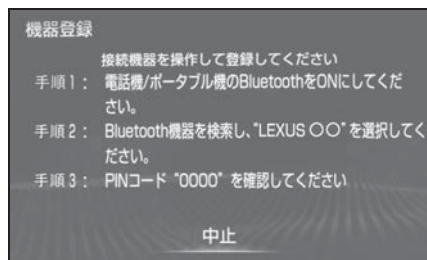 機器登録
接続機器を操作して登録してください
手順1： 電話機/ポータブル機のBluetoothをONにしてくだ
さい。
手順2： Bluetooth機器を検索し、"LEXUS 〇〇"を選択してく
ださい。
手順3： PINコード "0000" を確認してください
中止